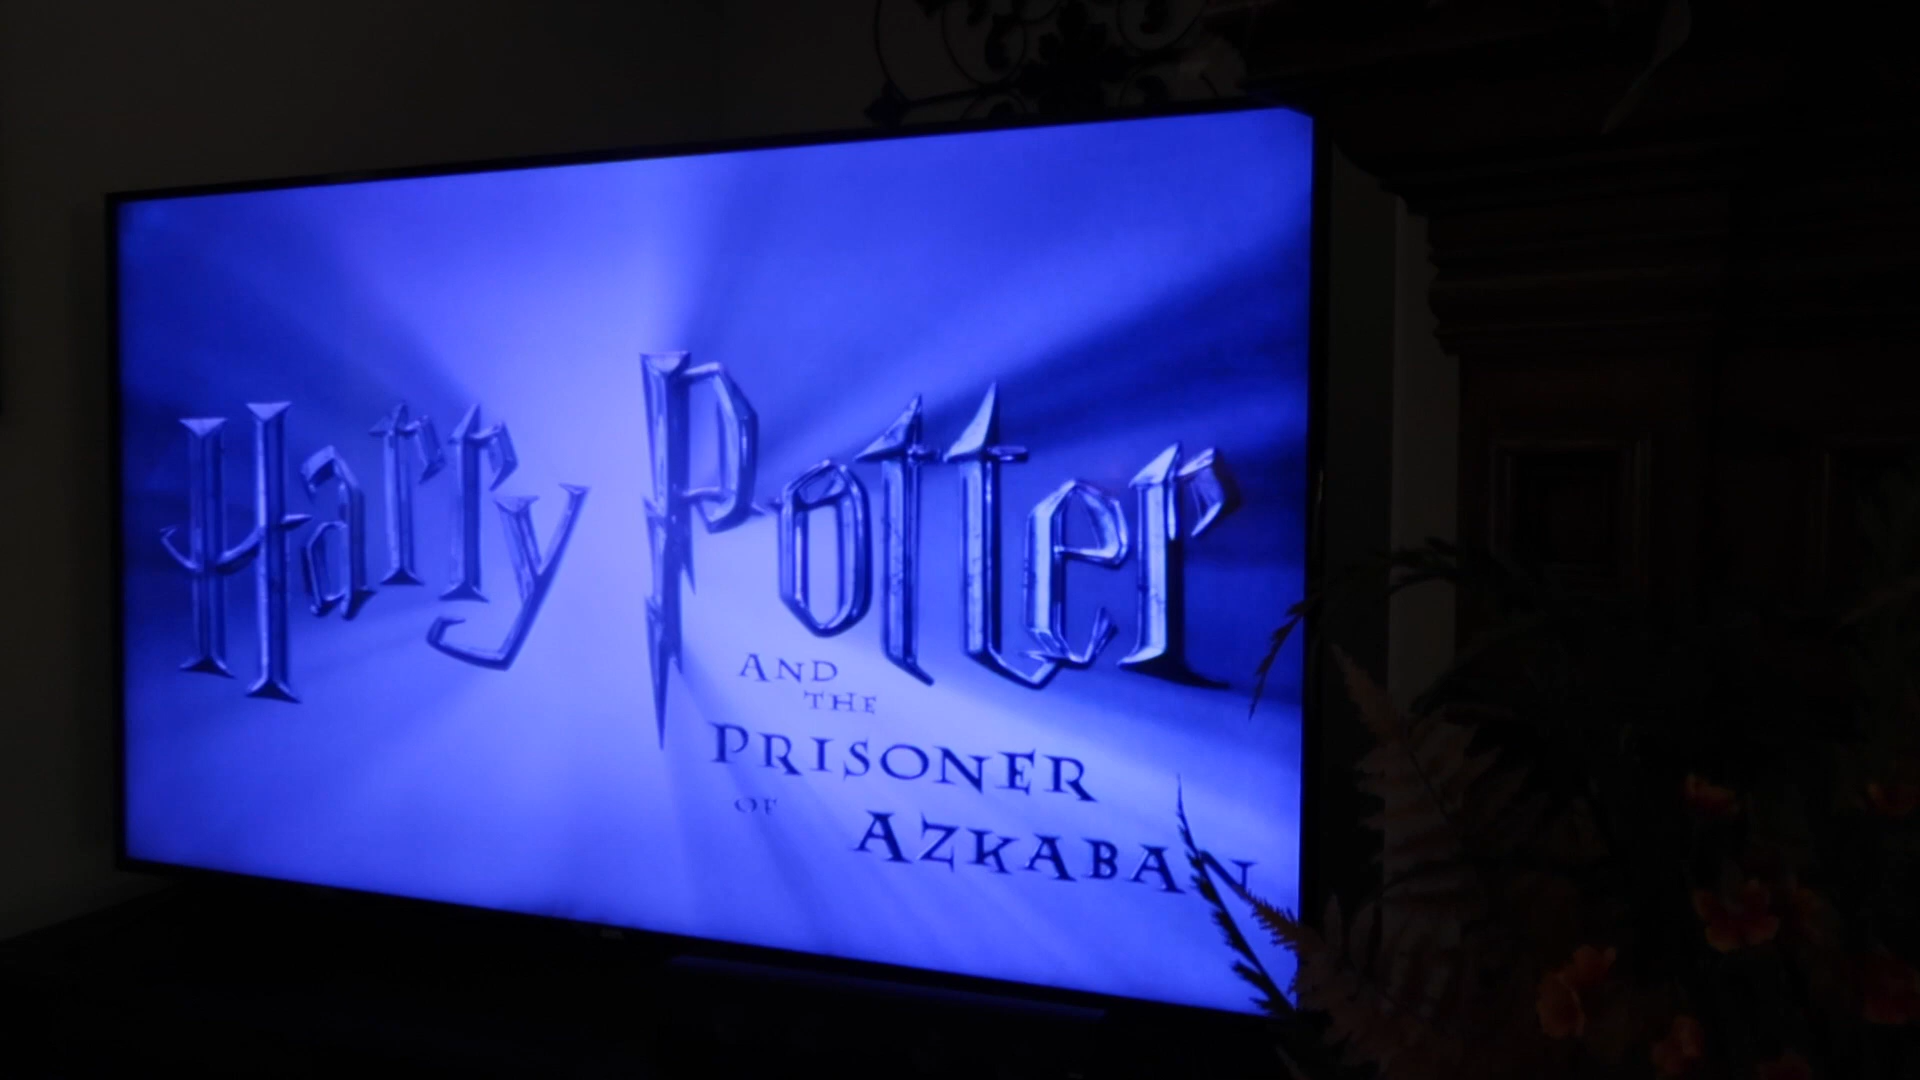 Harry Potter
AND
THE
PRISONER
OF
AZKABAN